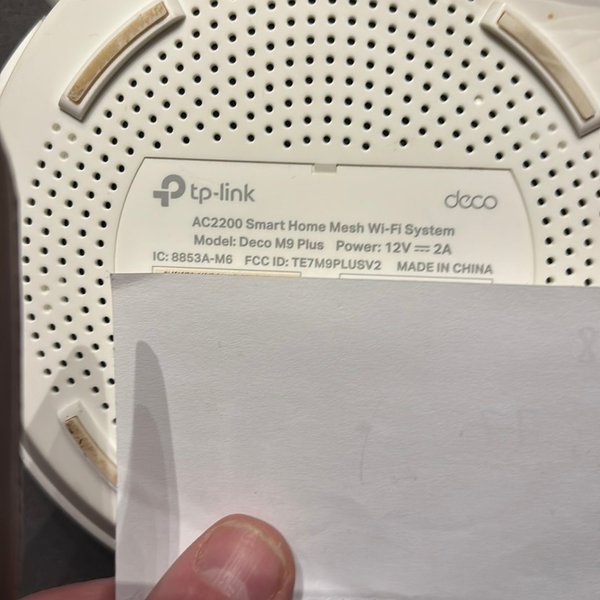 tp-link
deco
AC2200 Smart Home Mesh Wi-Fi System
Model: Deco M9 Plus Power: 12V ⎓ 2A
IC: 8853A-M6 FCC ID: TE7M9PLUSV2 MADE IN CHINA